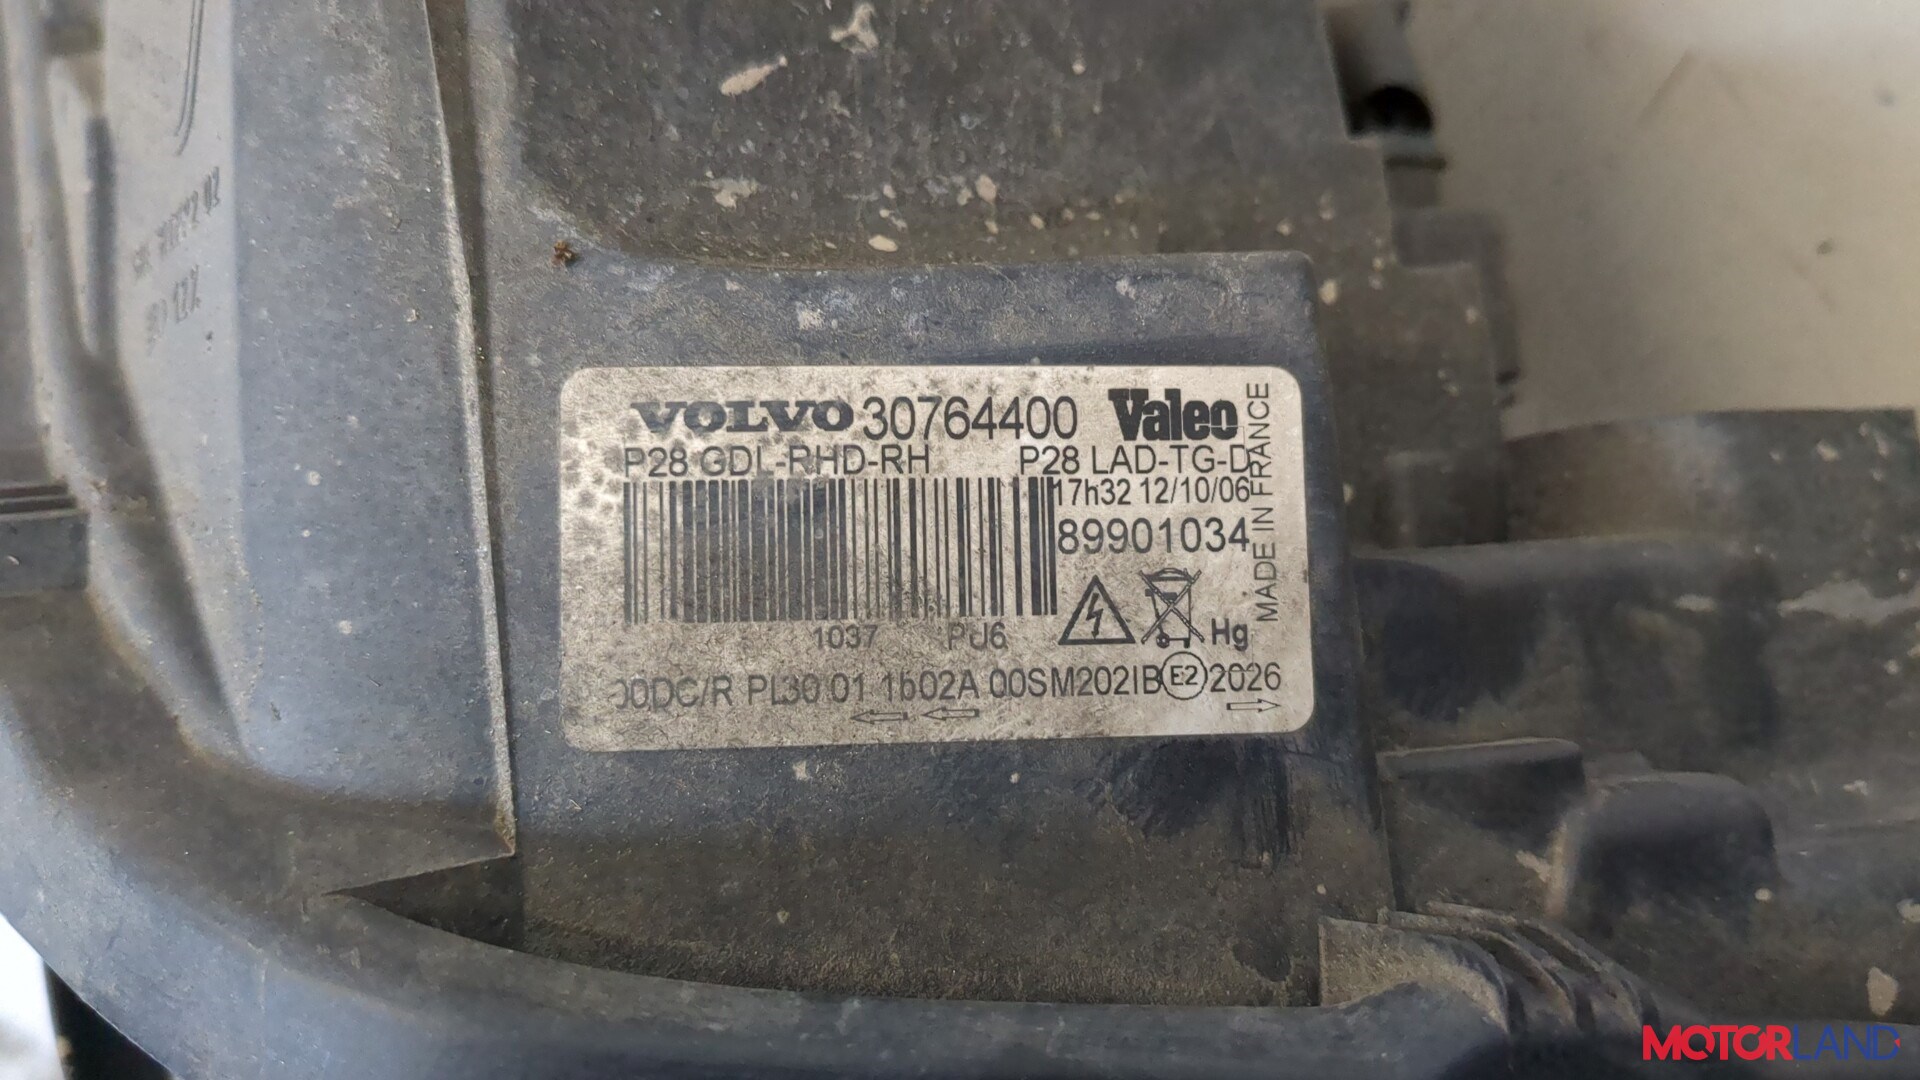 VOLVO 30764400 Valeo
P28 GDL-RHD-RH P28 LAD-TG-D
17h32 12/10/06
89901034
MADE IN FRANCE
1037 PJ6
Hg
00DC/R PL30 01 1b02A 00SM202IB E2 2026
MOTORLAND